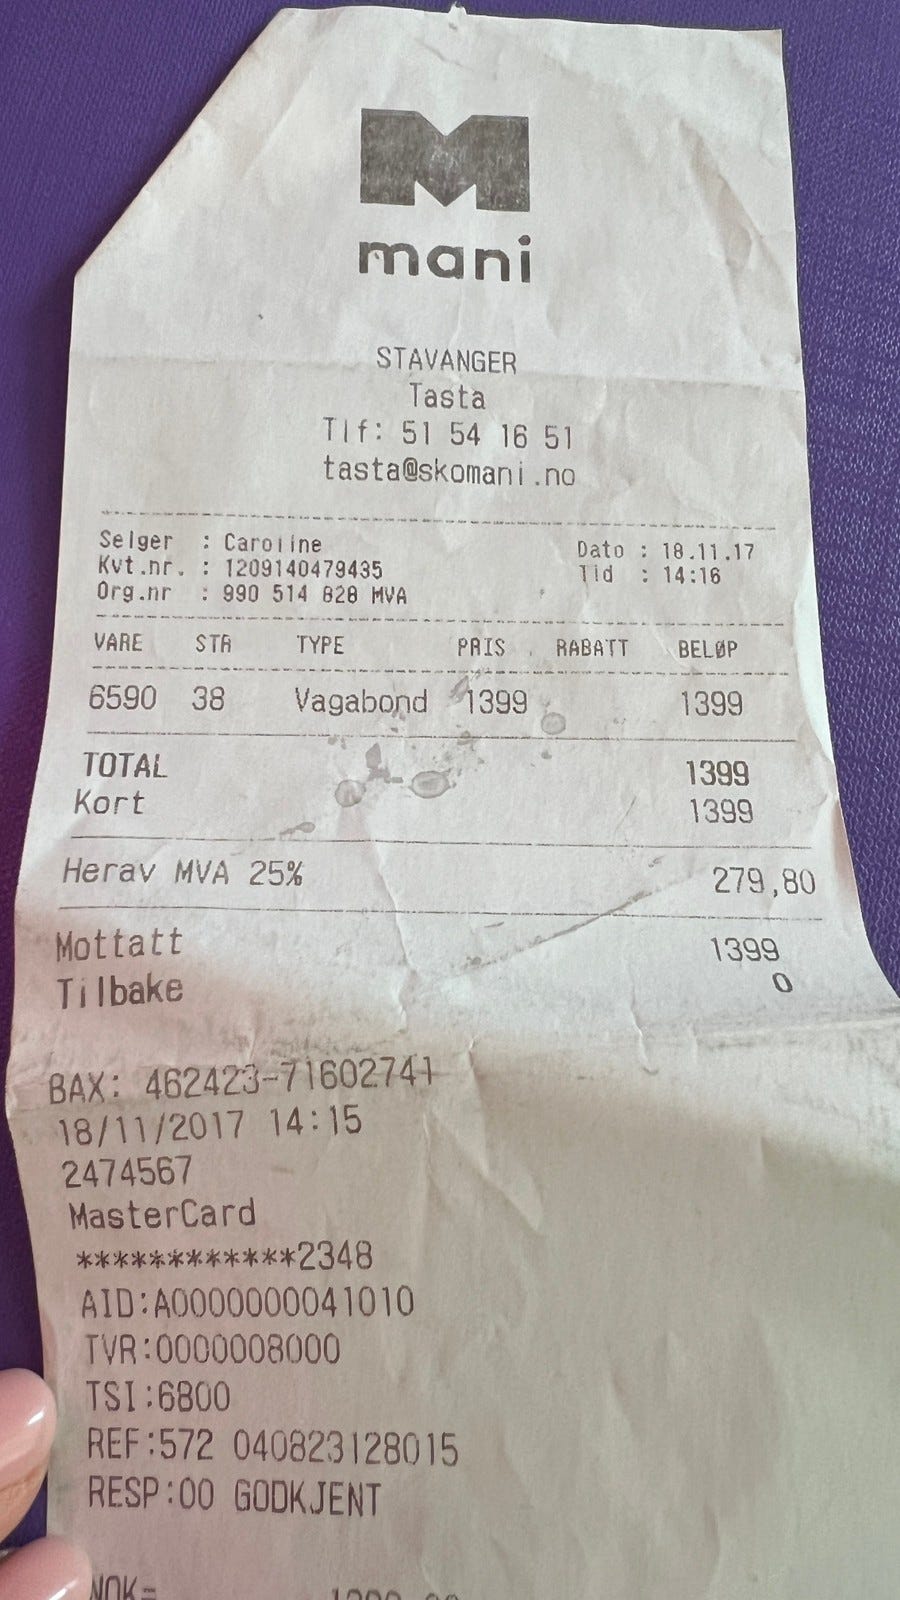 M
mani
STAVANGER
Tasta
Tlf: 51 54 16 51
tasta@skomani.no
Selger : Caroline
Dato : 18.11.17
Kvt.nr. : 1209140479435
Tid : 14:16
Org.nr : 990 514 828 MVA
VARE STR TYPE PRIS RABATT BELØP
6590 38 Vagabond 1399 1399
TOTAL 1399
Kort 1399
Herav MVA 25% 279,80
Mottatt 1399
Tilbake 0
BAX: 462423-71602741
18/11/2017 14:15
2474567
MasterCard
************2348
AID:A0000000041010
TVR:0000008000
TSI:6800
REF:572 040823128015
RESP:00 GODKJENT
NOK=